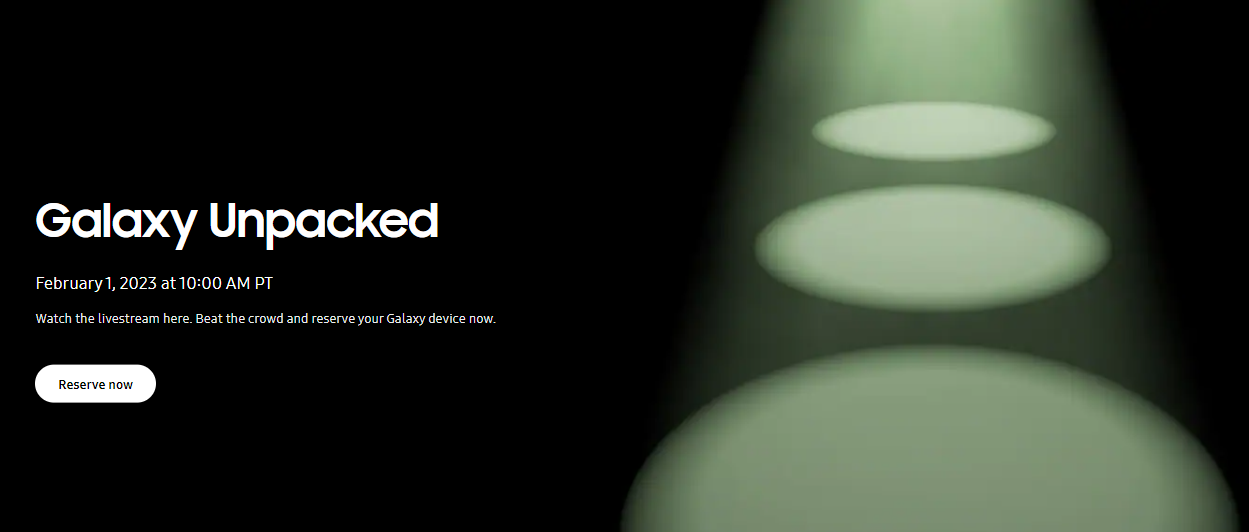 Galaxy Unpacked
February 1, 2023 at 10:00 AM PT
Watch the livestream here. Beat the crowd and reserve your Galaxy device now.
Reserve now